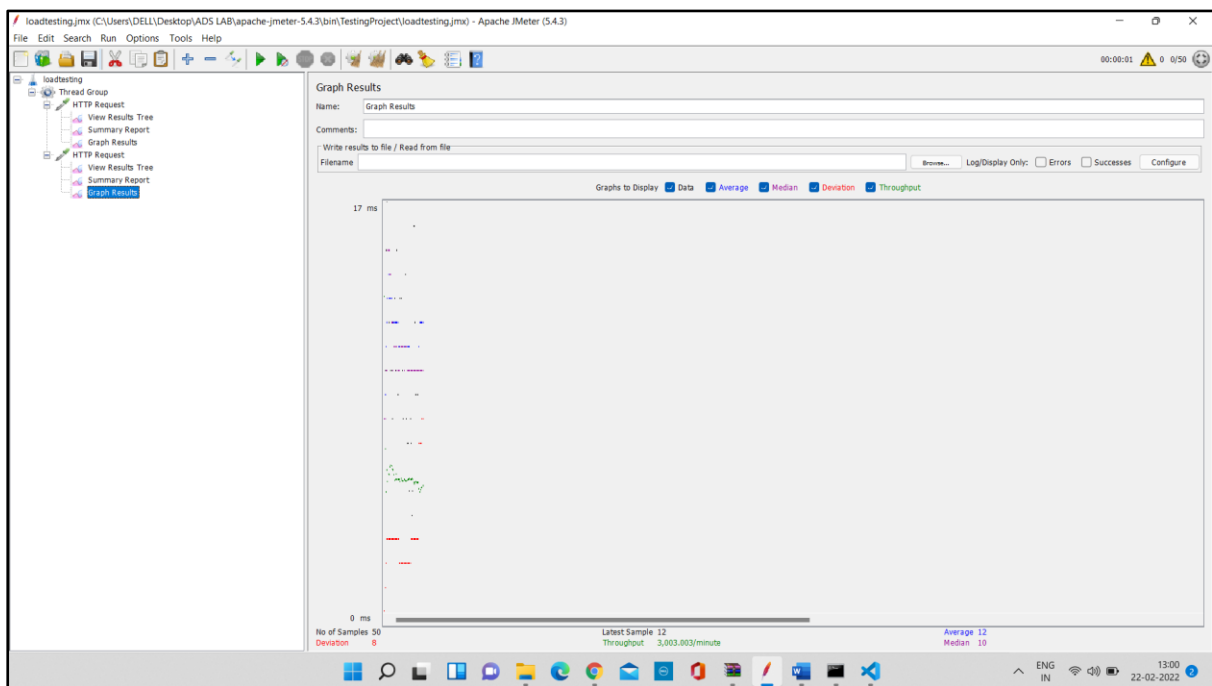 loadtesting.jmx (C:\Users\DELL\Desktop\ADS LAB\apache-jmeter-5.4.3\bin\TestingProject\loadtesting.jmx) - Apache JMeter (5.4.3)
File Edit Search Run Options Tools Help
00:00:01 0 0/50
loadtesting
Thread Group
HTTP Request
View Results Tree
Summary Report
Graph Results
HTTP Request
View Results Tree
Summary Report
Graph Results
Graph Results
Name: Graph Results
Comments:
Write results to file / Read from file
Filename Browse... Log/Display Only: Errors Successes Configure
Graphs to Display Data Average Median Deviation Throughput
17 ms
0 ms
No of Samples 50 Latest Sample 12 Average 12
Deviation 8 Throughput 3,003.003/minute Median 10
ENG 13:00
IN 22-02-2022 2